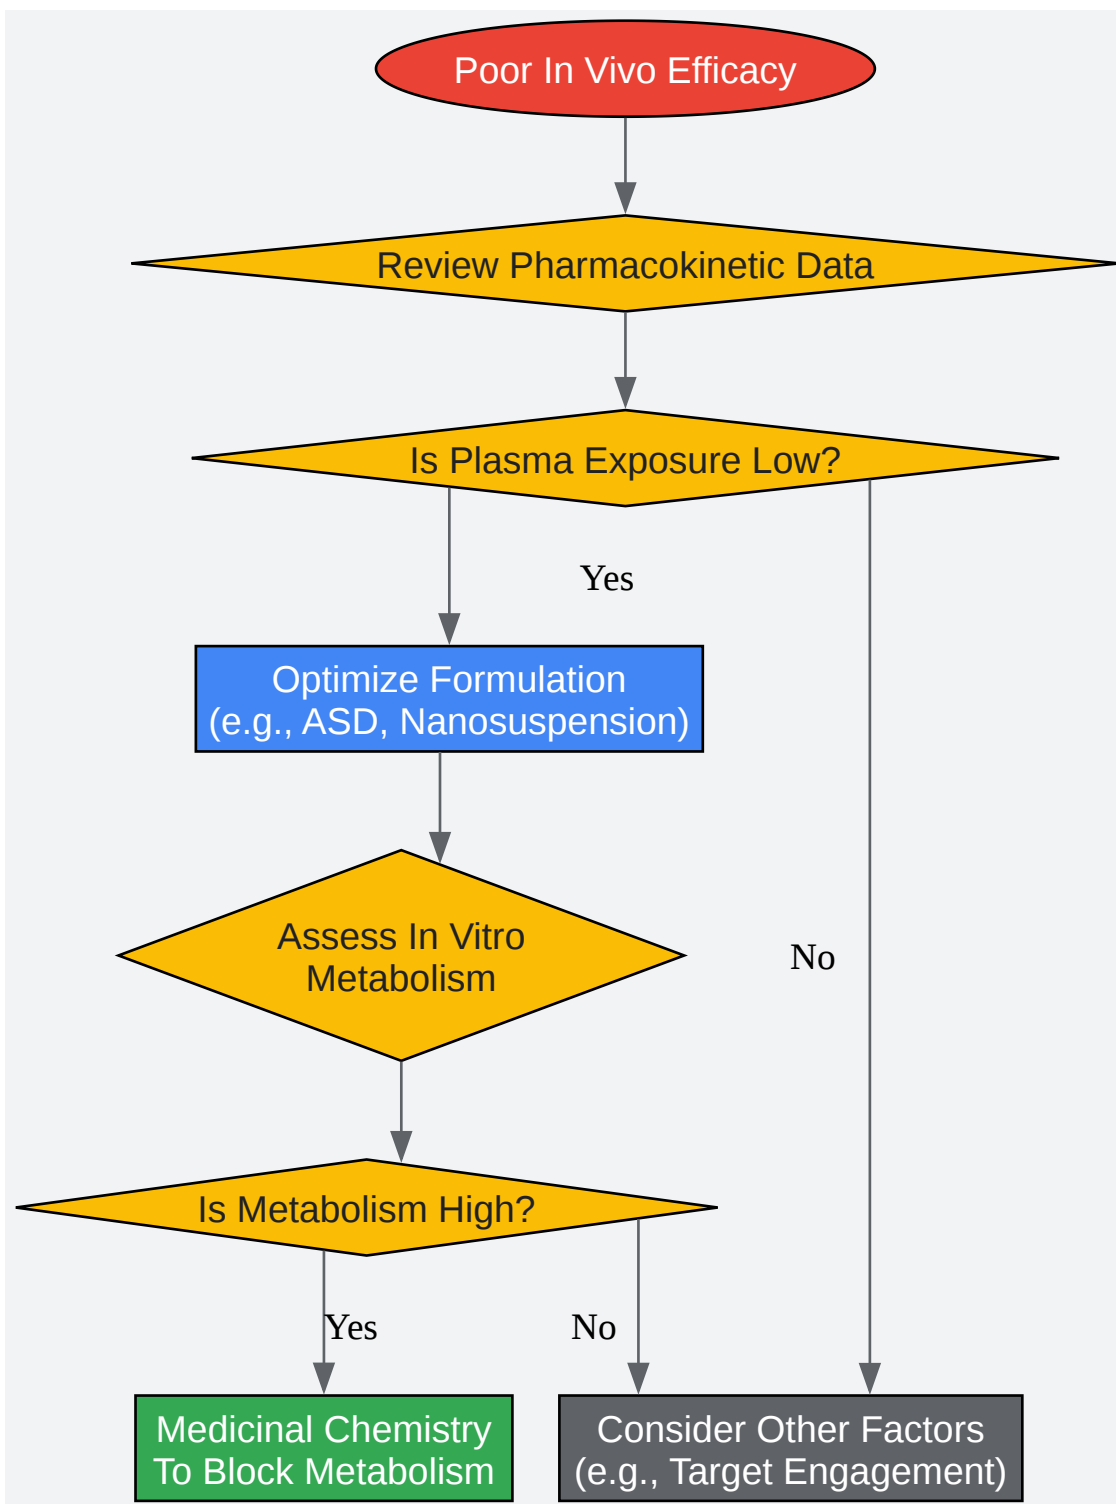 Poor In Vivo Efficacy
Review Pharmacokinetic Data
Is Plasma Exposure Low?
Yes
Optimize Formulation
(e.g., ASD, Nanosuspension)
Assess In Vitro
Metabolism
No
Is Metabolism High?
Yes
No
Medicinal Chemistry
To Block Metabolism
Consider Other Factors
(e.g., Target Engagement)